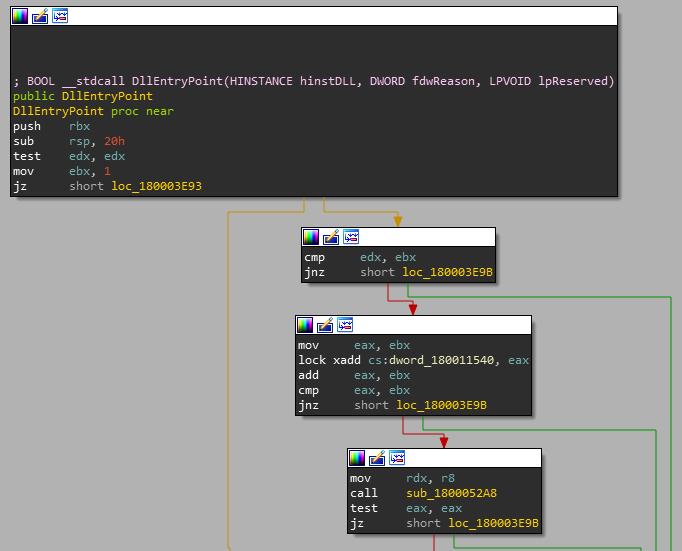 ; BOOL __stdcall DllEntryPoint(HINSTANCE hinstDLL, DWORD fdwReason, LPVOID lpReserved)
public DllEntryPoint
DllEntryPoint proc near
push rbx
sub rsp, 20h
test edx, edx
mov ebx, 1
jz short loc_180003E93
cmp edx, ebx
jnz short loc_180003E9B
mov eax, ebx
lock xadd cs:dword_180011540, eax
add eax, ebx
cmp eax, ebx
jnz short loc_180003E9B
mov rdx, r8
call sub_1800052A8
test eax, eax
jz short loc_180003E9B